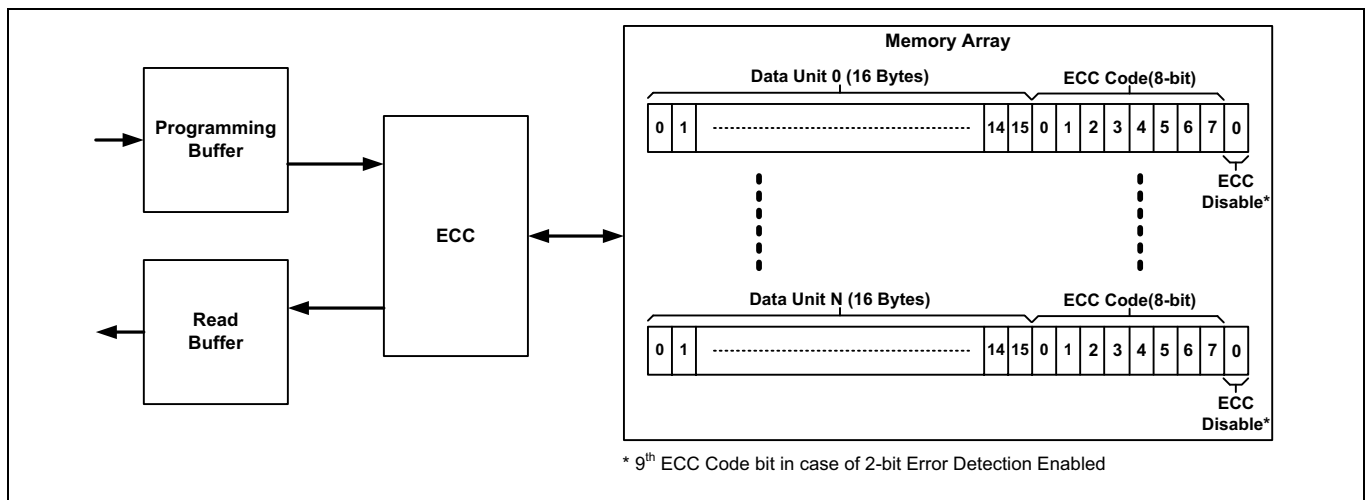 Memory Array
Data Unit 0 (16 Bytes) ECC Code(8-bit)
Programming
Buffer
0 1 14 15 0 1 2 3 4 5 6 7 0
ECC
Disable*
ECC
Read
Buffer
Data Unit N (16 Bytes) ECC Code(8-bit)
0 1 14 15 0 1 2 3 4 5 6 7 0
ECC
Disable*
* 9th ECC Code bit in case of 2-bit Error Detection Enabled